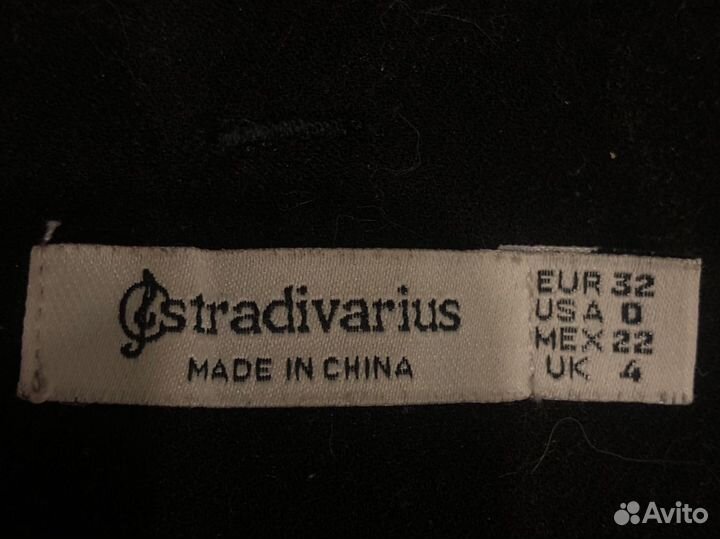 stradivarius
MADE IN CHINA
EUR 32
USA 0
MEX 22
UK 4
Avito